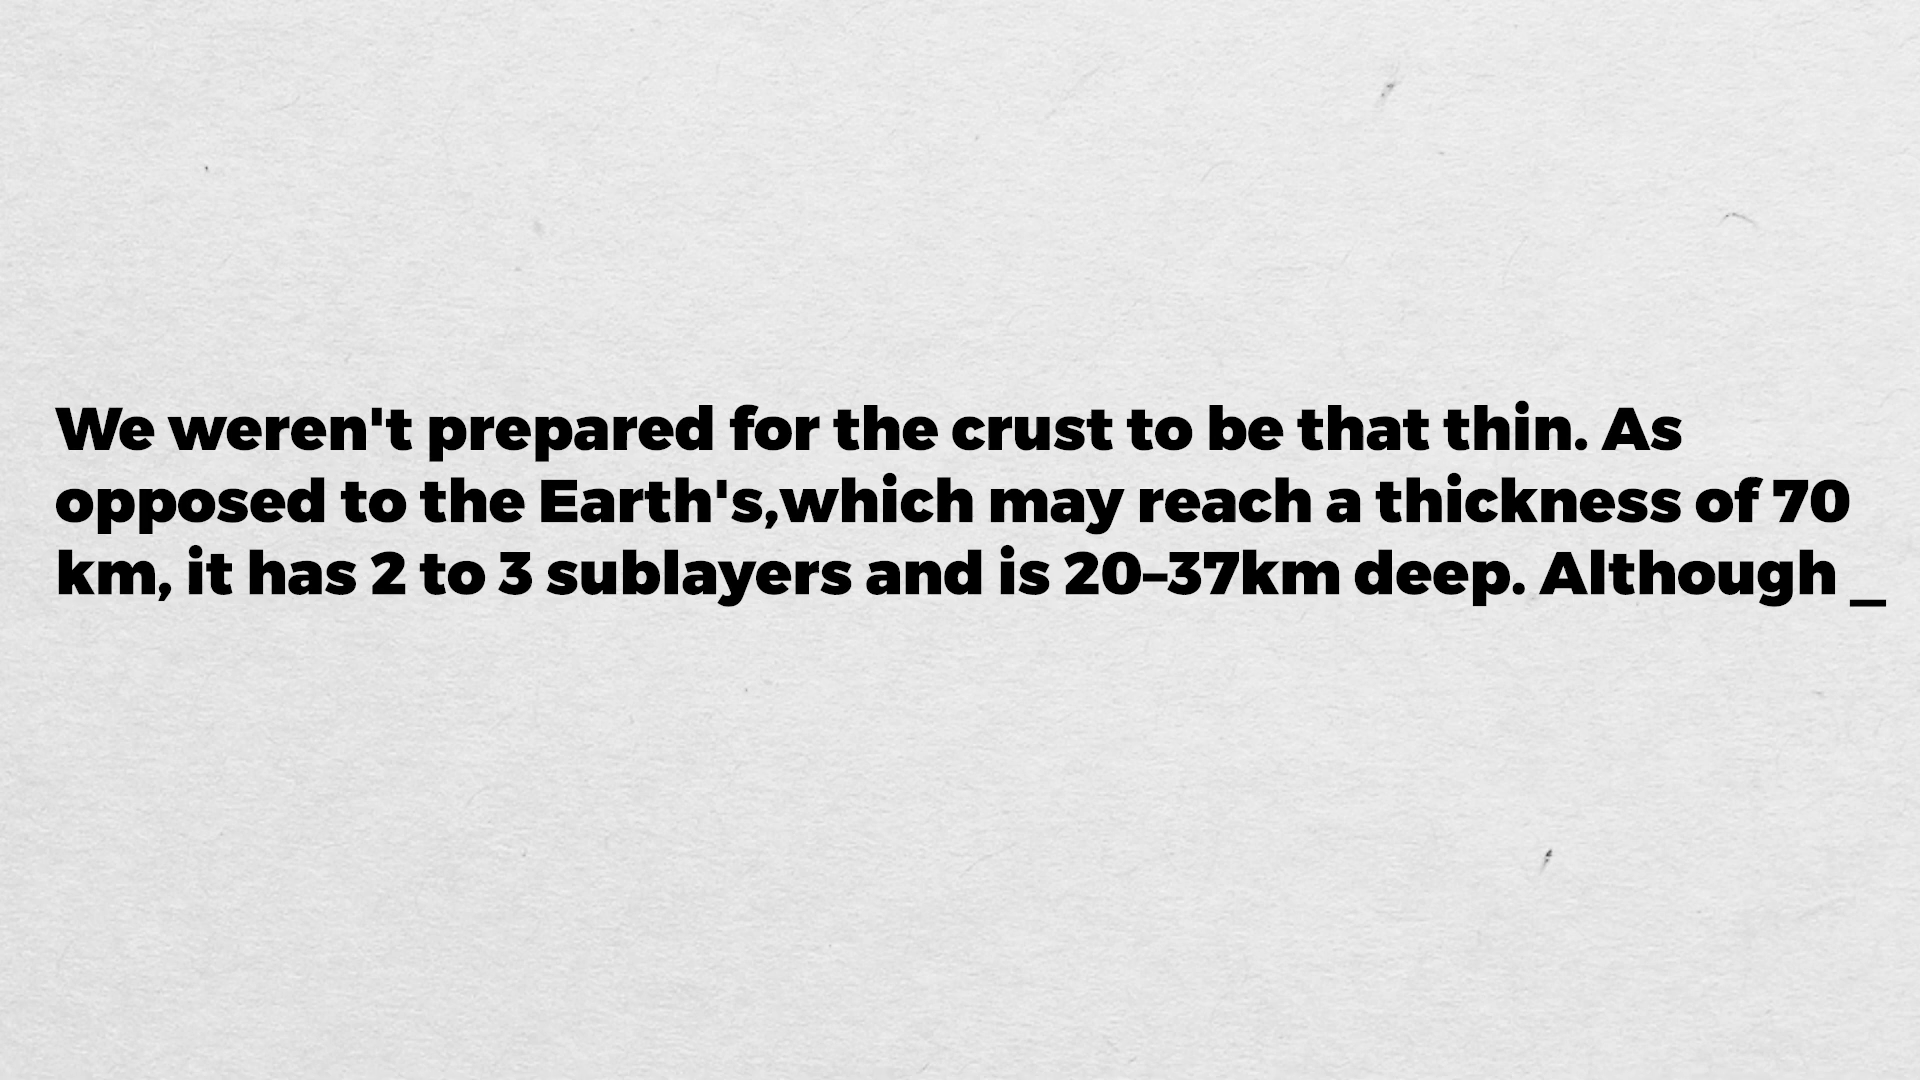 We weren't prepared for the crust to be that thin. As
opposed to the Earth's,which may reach a thickness of 70
km, it has 2 to 3 sublayers and is 20–37km deep. Although _